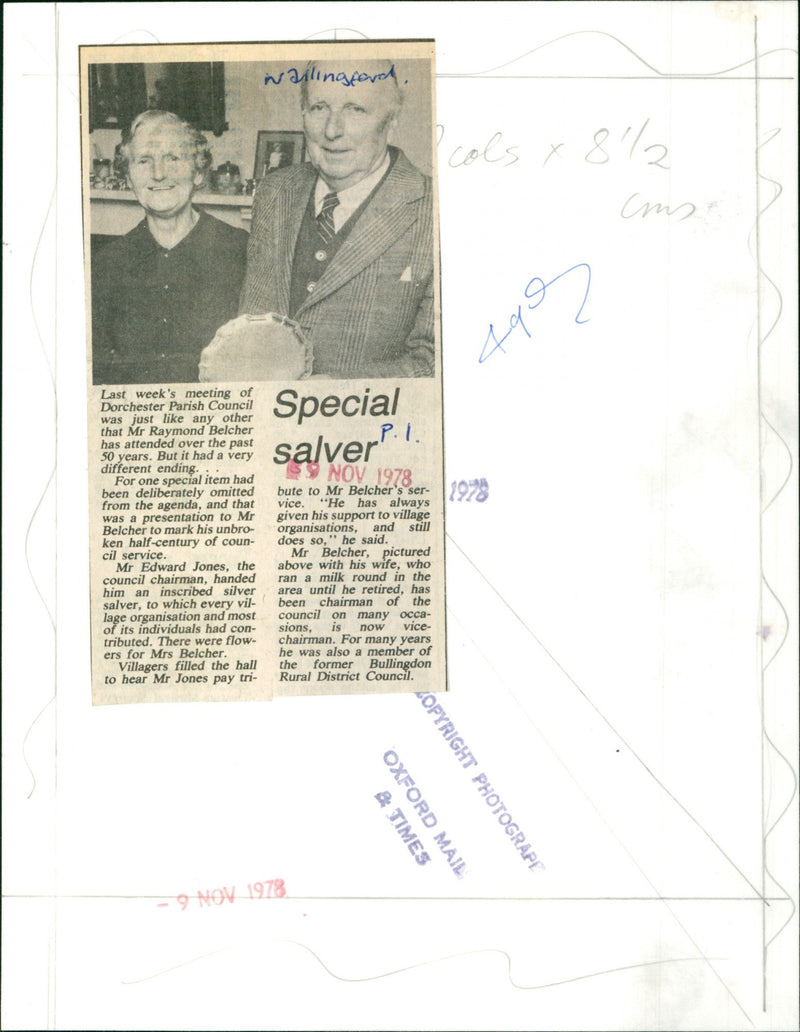 Wallingford.
cols x 8 1/2
cms
Last week's meeting of
Dorchester Parish Council
was just like any other
that Mr Raymond Belcher
has attended over the past
50 years. But it had a very
different ending. . .
For one special item had
been deliberately omitted
from the agenda, and that
was a presentation to Mr
Belcher to mark his unbro-
ken half-century of coun-
cil service.
Mr Edward Jones, the
council chairman, handed
him an inscribed silver
salver, to which every vil-
lage organisation and most
of its individuals had con-
tributed. There were flow-
ers for Mrs Belcher.
Villagers filled the hall
to hear Mr Jones pay tri-
Special
salver
P.1.
9 NOV 1978
1978
bute to Mr Belcher's ser-
vice. "He has always
given his support to village
organisations, and still
does so," he said.
Mr Belcher, pictured
above with his wife, who
ran a milk round in the
area until he retired, has
been chairman of the
council on many occa-
sions, is now vice-
chairman. For many years
he was also a member of
the former Bullingdon
Rural District Council.
COPYRIGHT PHOTOGRAPH
OXFORD MAIL
& TIMES
- 9 NOV 1978